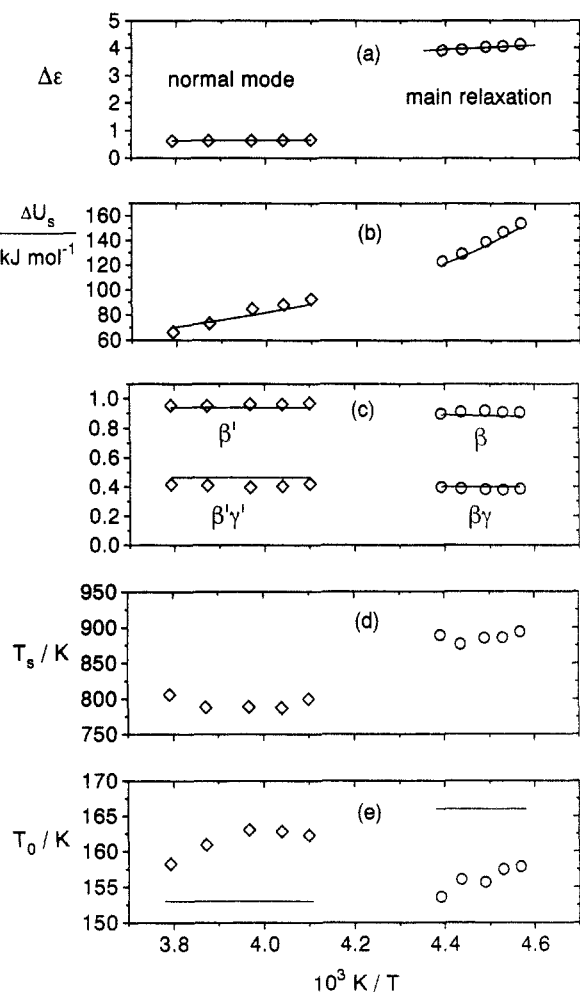 5
4
3
2
1
0
Δε
(a)
normal mode
main relaxation
160
140
120
100
80
60
ΔU_s
kJ mol⁻¹
(b)
1.0
0.8
0.6
0.4
0.2
0.0
(c)
β'
β
β'γ'
βγ
950
900
850
800
750
T_s / K
(d)
170
165
160
155
150
T_0 / K
(e)
3.8 4.0 4.2 4.4 4.6
10³ K / T